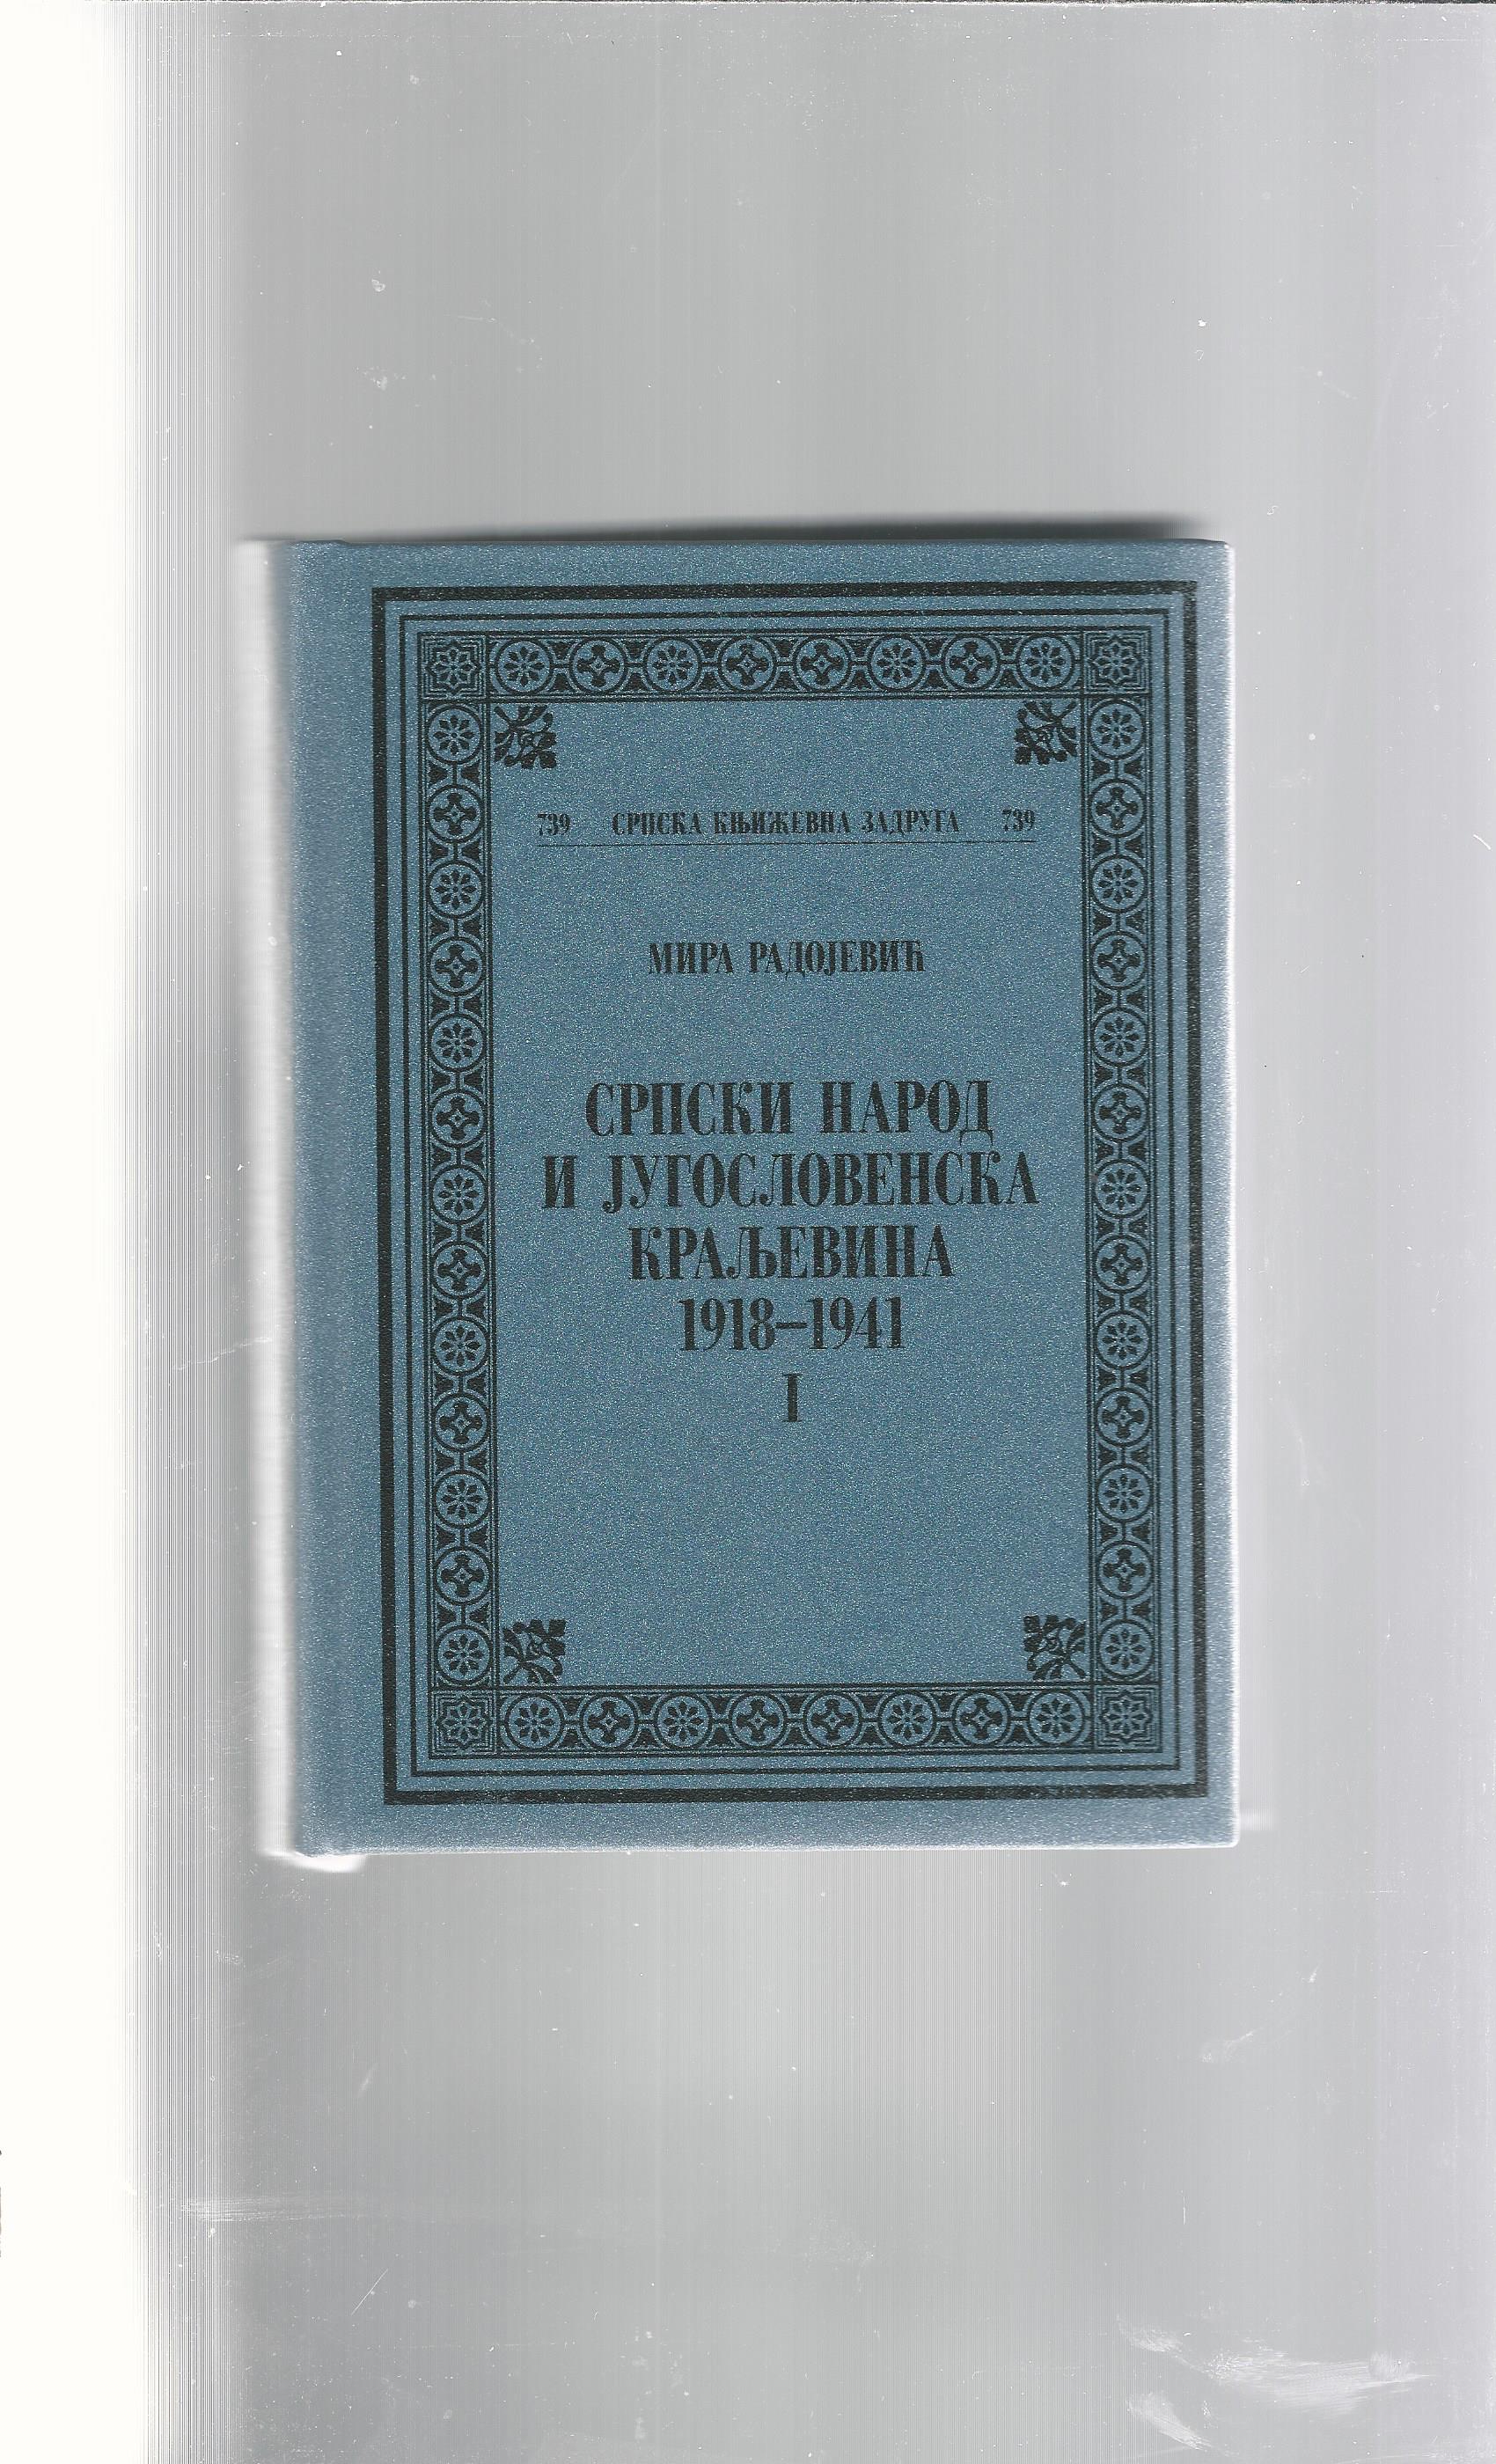 739 СРПСКА КЊИЖЕВНА ЗАДРУГА 739
МИРА РАДОЈЕВИЋ
СРПСКИ НАРОД
И ЈУГОСЛОВЕНСКА
КРАЉЕВИНА
1918–1941
I